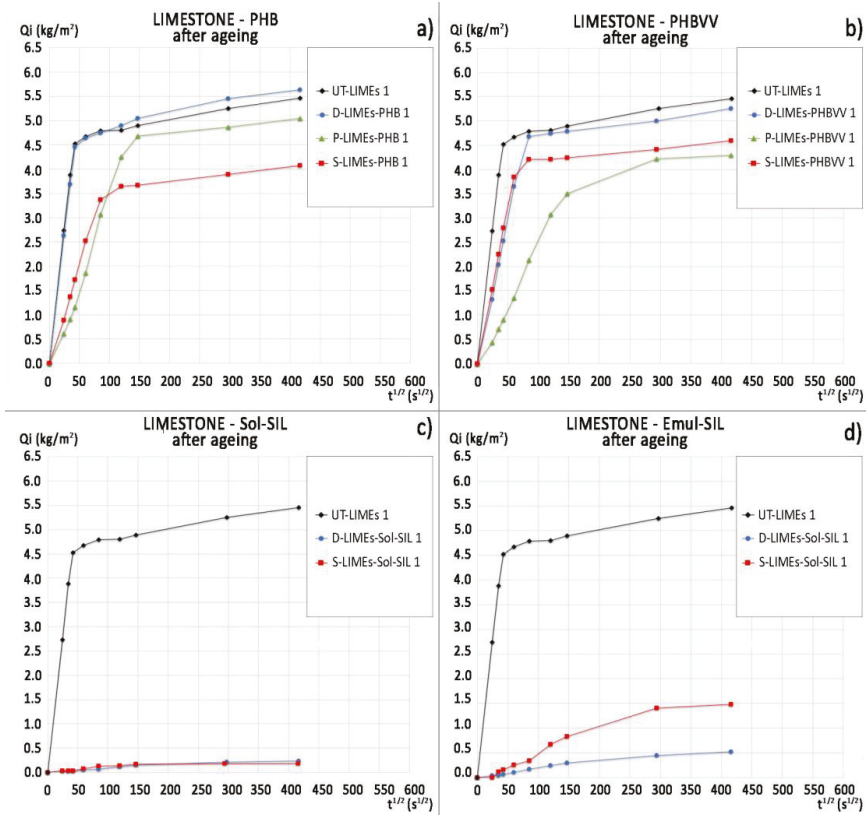 LIMESTONE - PHB
after ageing
a)
Qi (kg/m²)
6.5
6.0
5.5
5.0
4.5
4.0
3.5
3.0
2.5
2.0
1.5
1.0
0.5
0.0
UT-LIMEs 1
D-LIMEs-PHB 1
P-LIMEs-PHB 1
S-LIMEs-PHB 1
0 50 100 150 200 250 300 350 400 450 500
t^1/2 (s^1/2)
LIMESTONE - PHBVV
after ageing
b)
Qi (kg/m²)
6.5
6.0
5.5
5.0
4.5
4.0
3.5
3.0
2.5
2.0
1.5
1.0
0.5
0.0
UT-LIMEs 1
D-LIMEs-PHBVV 1
P-LIMEs-PHBVV 1
S-LIMEs-PHBVV 1
0 50 100 150 200 250 300 350 400 450 500 600
t^1/2 (s^1/2)
LIMESTONE - Sol-SIL
after ageing
c)
Qi (kg/m²)
6.5
6.0
5.5
5.0
4.5
4.0
3.5
3.0
2.5
2.0
1.5
1.0
0.5
0.0
UT-LIMEs 1
D-LIMEs-Sol-SIL 1
S-LIMEs-Sol-SIL 1
0 50 100 150 200 250 300 350 400 450 500 600
t^1/2 (s^1/2)
LIMESTONE - Emul-SIL
after ageing
d)
Qi (kg/m²)
6.5
6.0
5.5
5.0
4.5
4.0
3.5
3.0
2.5
2.0
1.5
1.0
0.5
0.0
UT-LIMEs 1
D-LIMEs-Sol-SIL 1
S-LIMEs-Sol-SIL 1
0 50 100 150 200 250 300 350 400 450 500 600
t^1/2 (s^1/2)